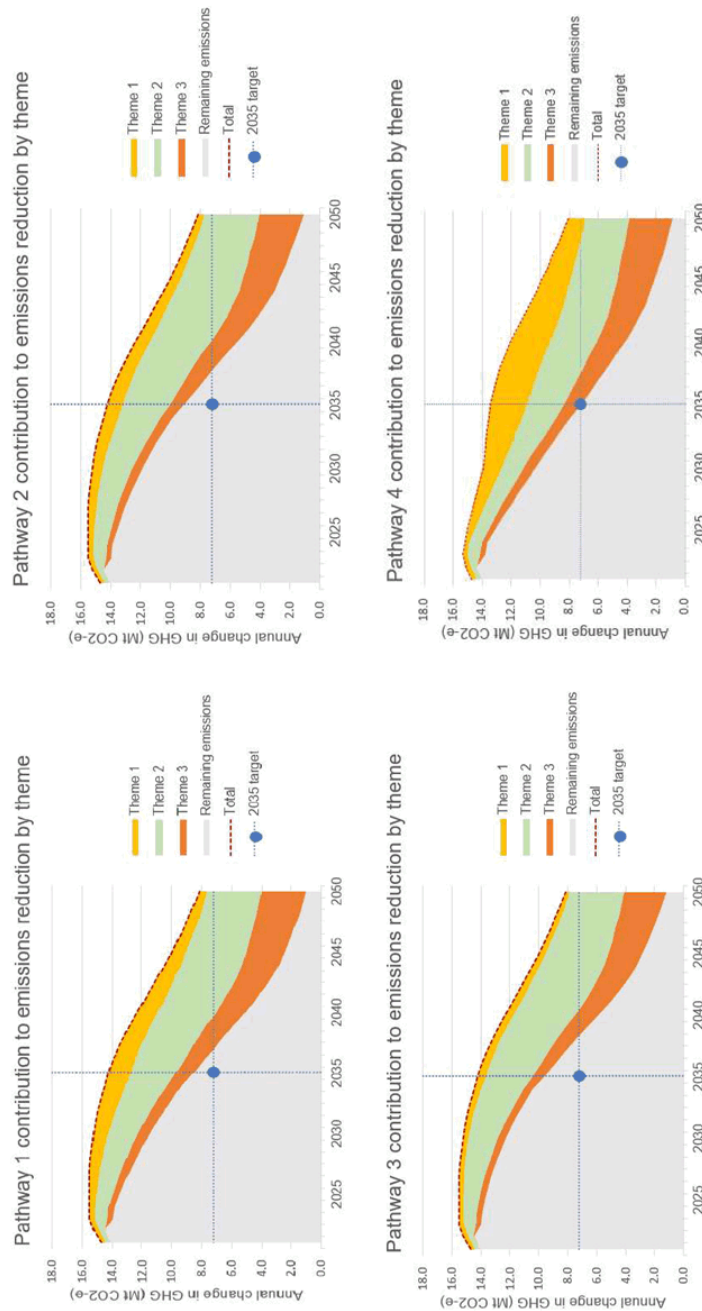 Pathway 1 contribution to emissions reduction by theme
Annual change in GHG (Mt CO2-e)
18.0
16.0
14.0
12.0
10.0
8.0
6.0
4.0
2.0
0.0
2025
2030
2035
2040
2045
2050
Theme 1
Theme 2
Theme 3
Remaining emissions
Total
2035 target
Pathway 2 contribution to emissions reduction by theme
Annual change in GHG (Mt CO2-e)
18.0
16.0
14.0
12.0
10.0
8.0
6.0
4.0
2.0
0.0
2025
2030
2035
2040
2045
2050
Theme 1
Theme 2
Theme 3
Remaining emissions
Total
2035 target
Pathway 3 contribution to emissions reduction by theme
Annual change in GHG (Mt CO2-e)
18.0
16.0
14.0
12.0
10.0
8.0
6.0
4.0
2.0
0.0
2025
2030
2035
2040
2045
2050
Theme 1
Theme 2
Theme 3
Remaining emissions
Total
2035 target
Pathway 4 contribution to emissions reduction by theme
Annual change in GHG (Mt CO2-e)
18.0
16.0
14.0
12.0
10.0
8.0
6.0
4.0
2.0
0.0
2025
2030
2035
2040
2045
2050
Theme 1
Theme 2
Theme 3
Remaining emissions
Total
2035 target